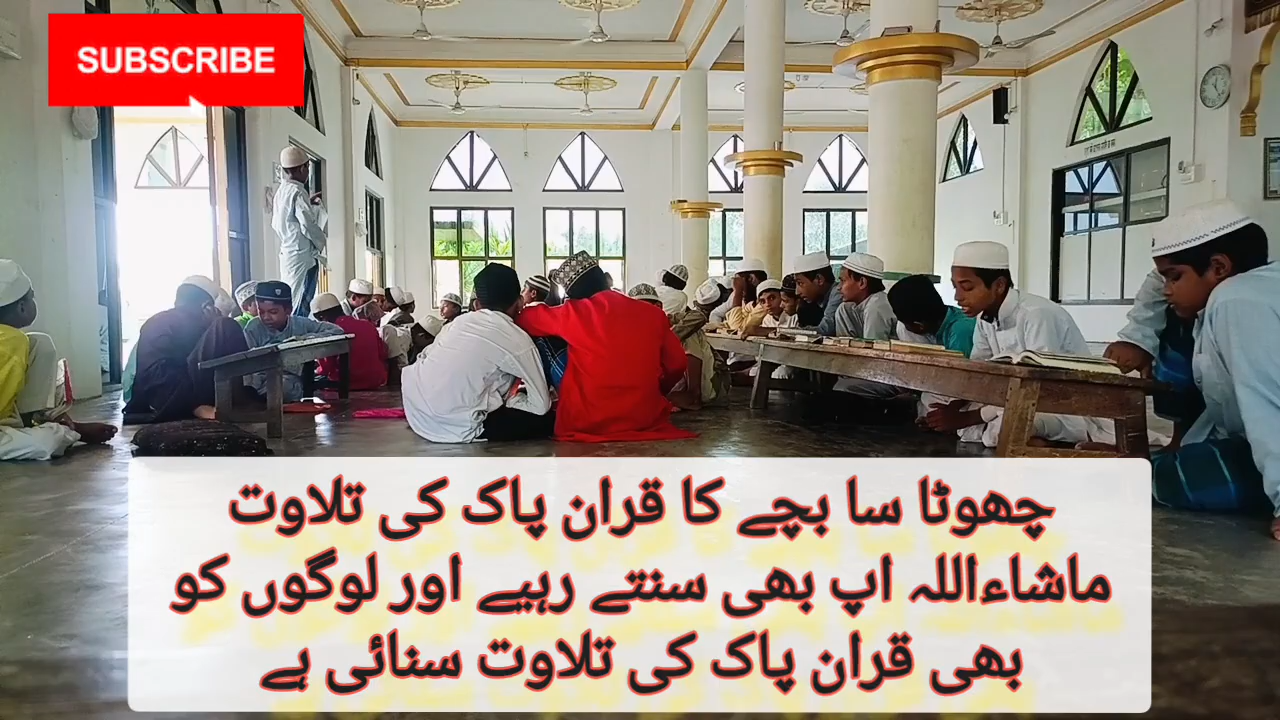 SUBSCRIBE
چھوٹا سا بچے کا قران پاک کی تلاوت
ماشاءاللہ اپ بھی سنتے رہیے اور لوگوں کو
بھی قران پاک کی تلاوت سنائی ہے